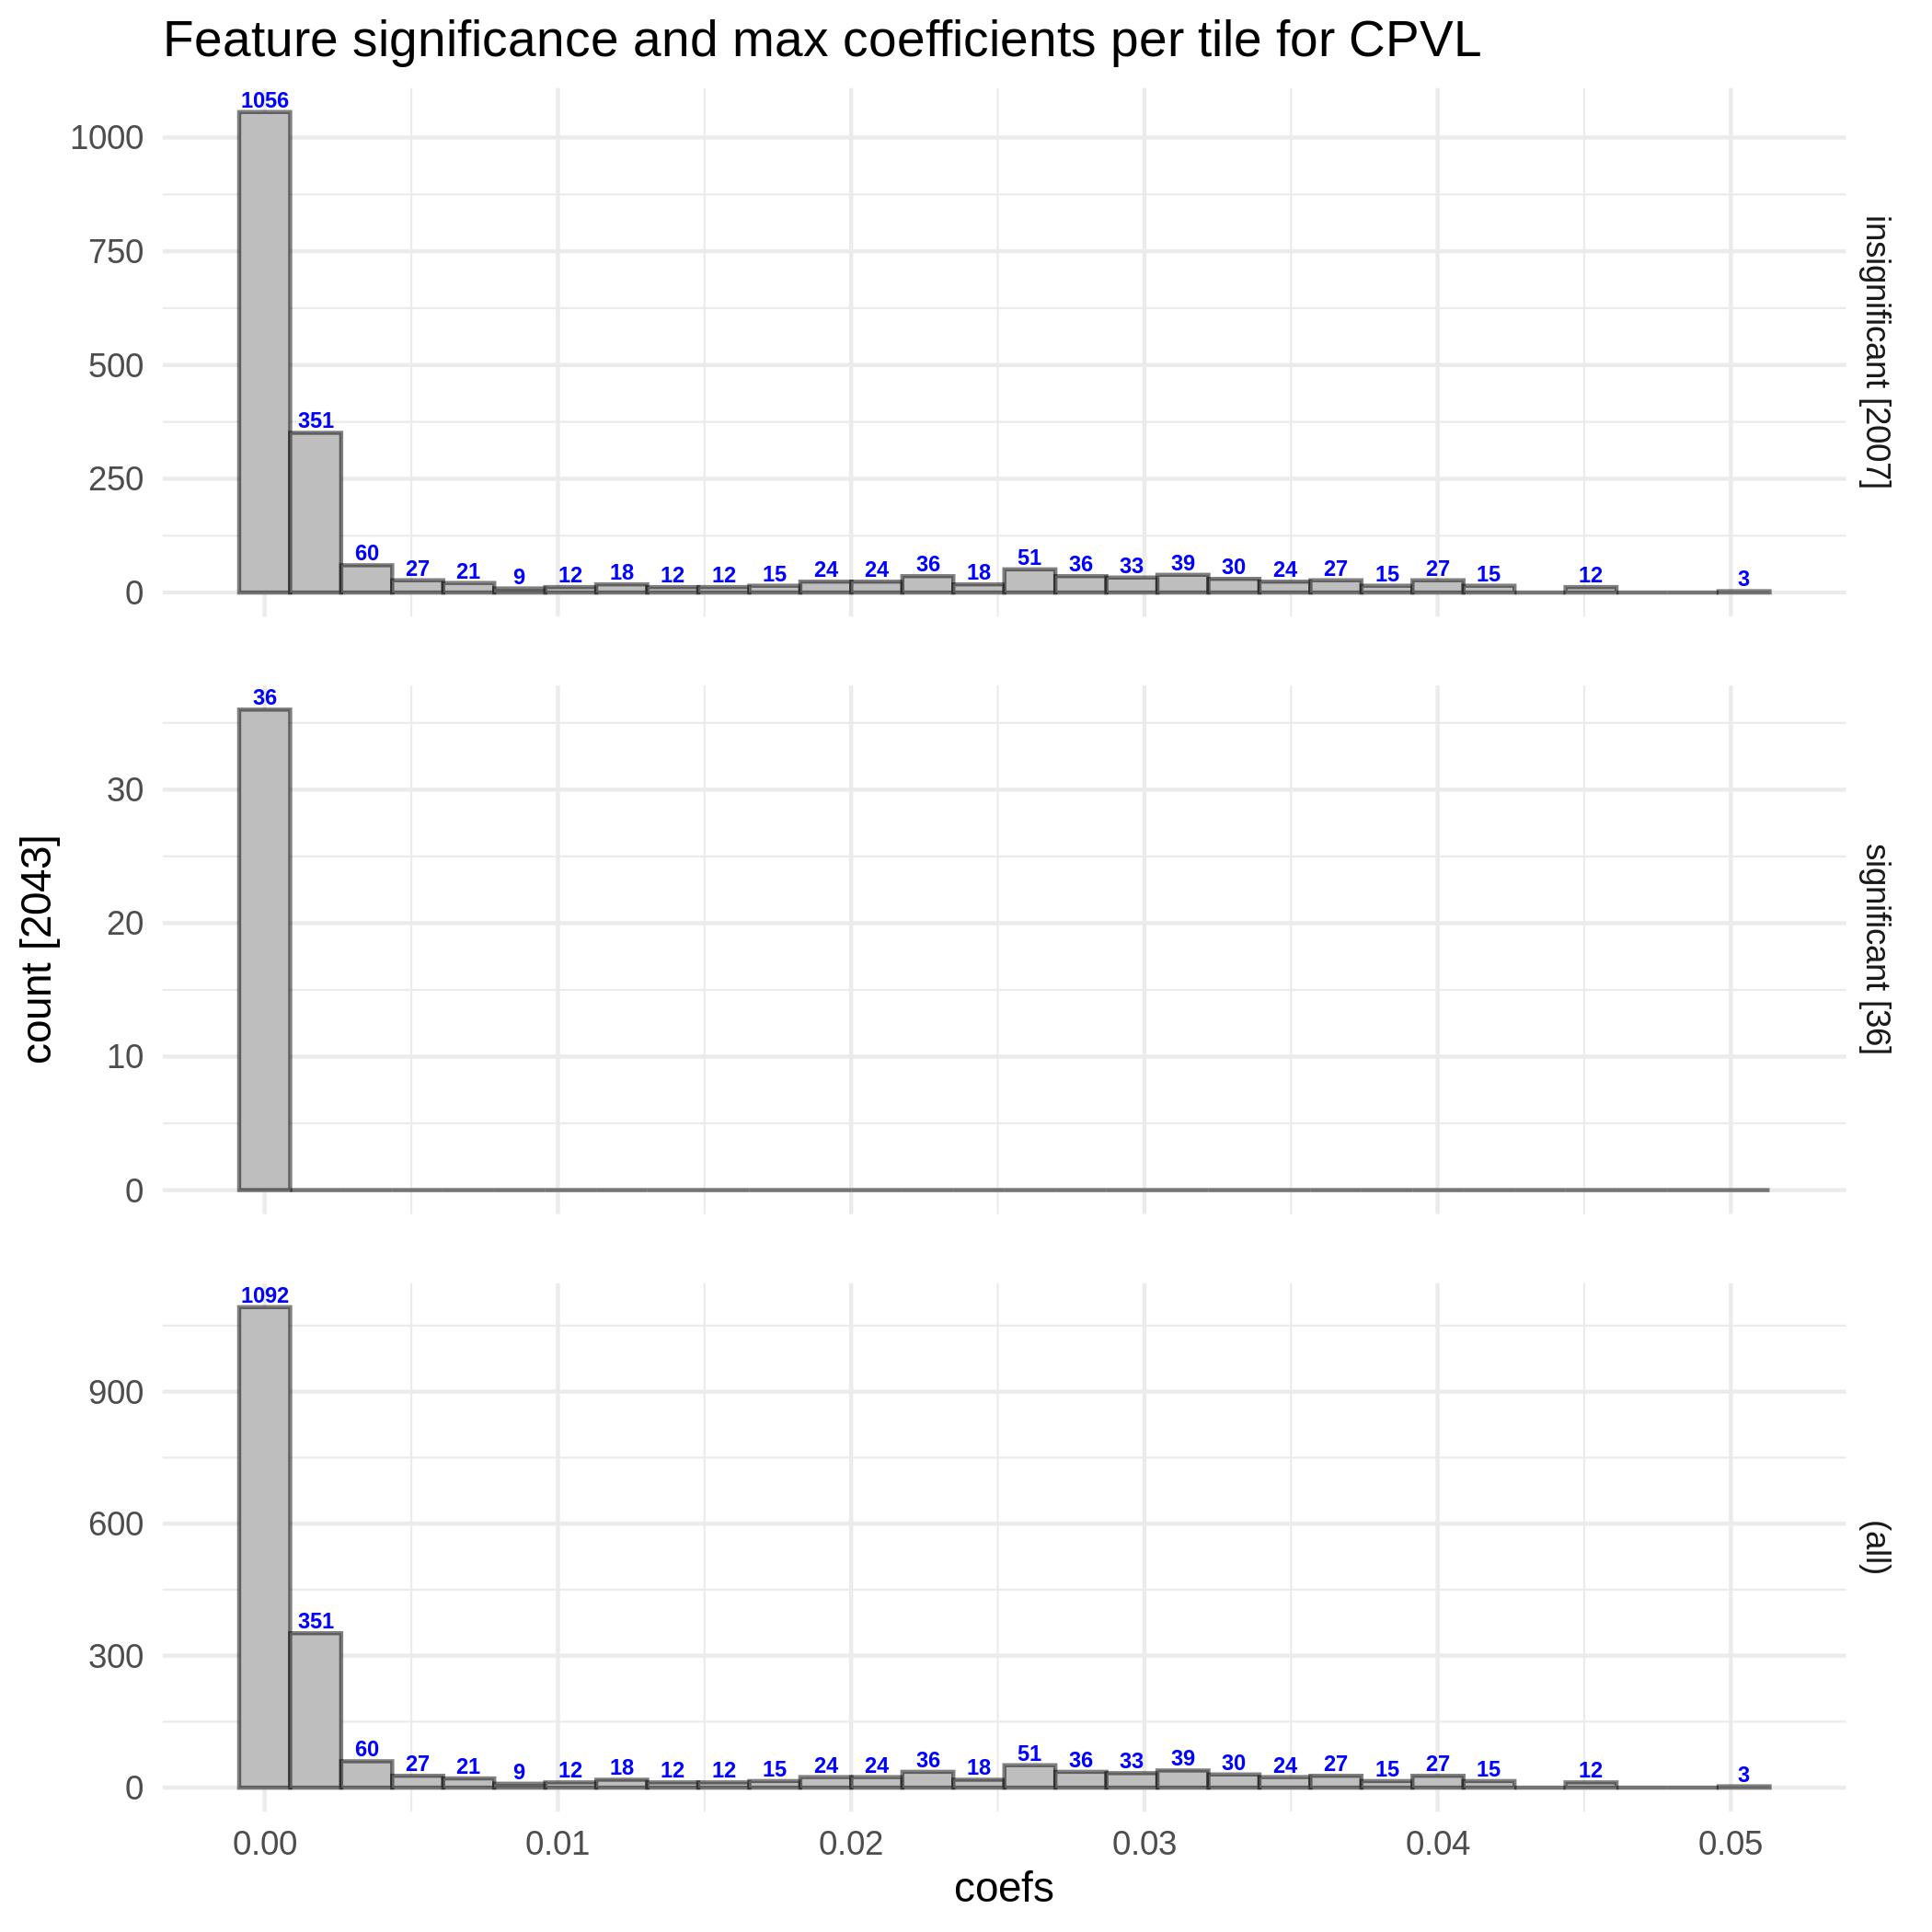 Feature significance and max coefficients per tile for CPVL
1056
1000
750
500
351
250
60 27 21 9 12 18 12 12 15 24 24 36 18 51 36 33 39 30 24 27 15 27 15 12 3
0
insignificant [2007]
36
30
20
10
0
significant [36]
count [2043]
1092
900
600
351
300
60 27 21 9 12 18 12 12 15 24 24 36 18 51 36 33 39 30 24 27 15 27 15 12 3
0
(all)
0.00 0.01 0.02 0.03 0.04 0.05
coefs